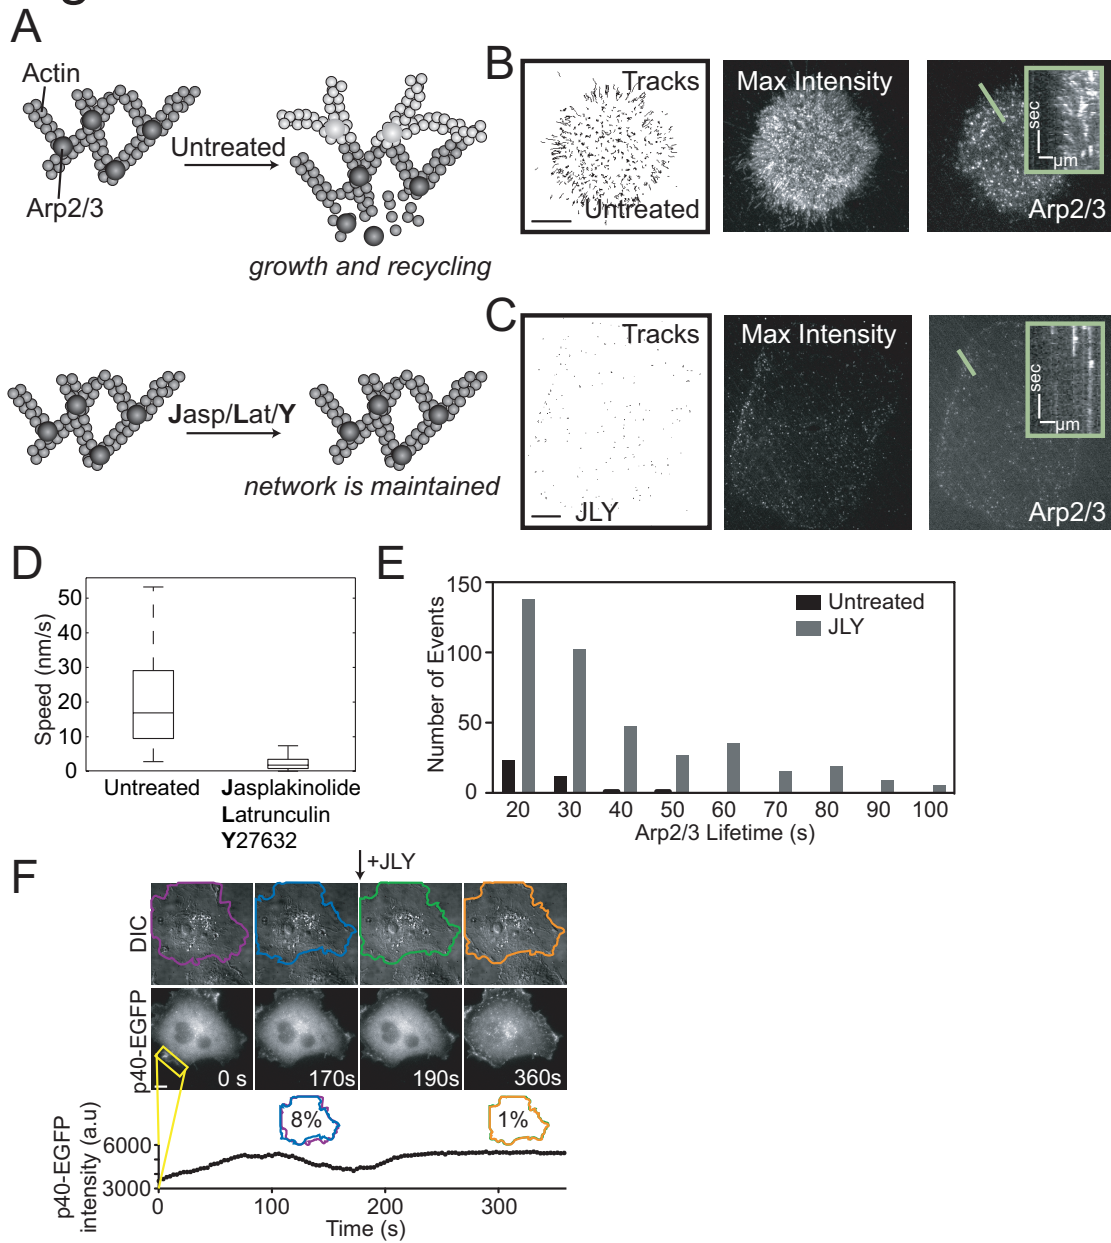 A
Actin
Untreated
Arp2/3
growth and recycling
Jasp/Lat/Y
network is maintained
B
Tracks
Untreated
Max Intensity
sec
µm
Arp2/3
C
Tracks
JLY
Max Intensity
sec
µm
Arp2/3
D
Speed (nm/s)
50
40
30
20
10
0
Untreated
Jasplakinolide
Latrunculin
Y27632
E
Number of Events
150
100
50
0
Untreated
JLY
20 30 40 50 60 70 80 90 100
Arp2/3 Lifetime (s)
F
+JLY
DIC
p40-EGFP
0 s
170s
190s
360s
8%
1%
p40-EGFP
intensity (a.u)
6000
3000
0 100 200 300
Time (s)